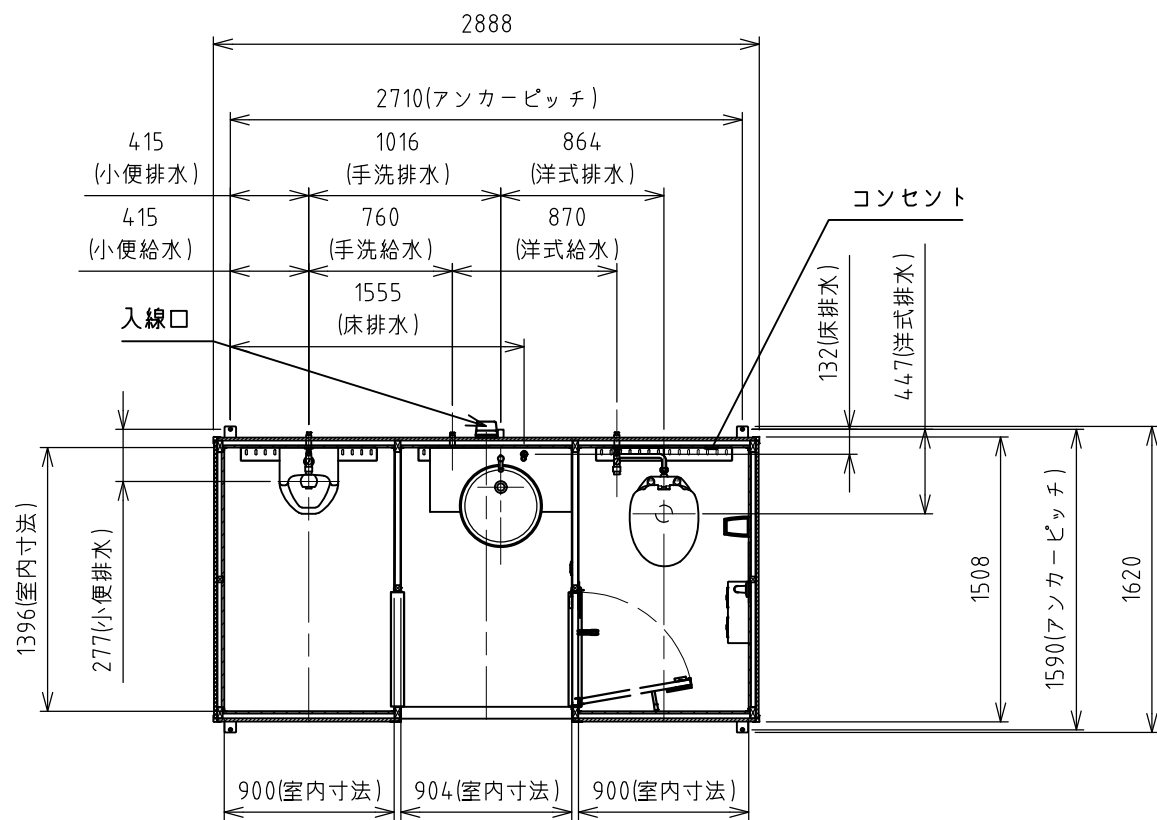 2888
2710(アンカーピッチ)
415
(小便排水)
1016
(手洗排水)
864
(洋式排水)
コンセント
415
(小便給水)
760
(手洗給水)
870
(洋式給水)
1555
(床排水)
入線口
132(床排水)
447(洋式排水)
1396(室内寸法)
277(小便排水)
1508
1590(アンカーピッチ)
1620
900(室内寸法)
904(室内寸法)
900(室内寸法)